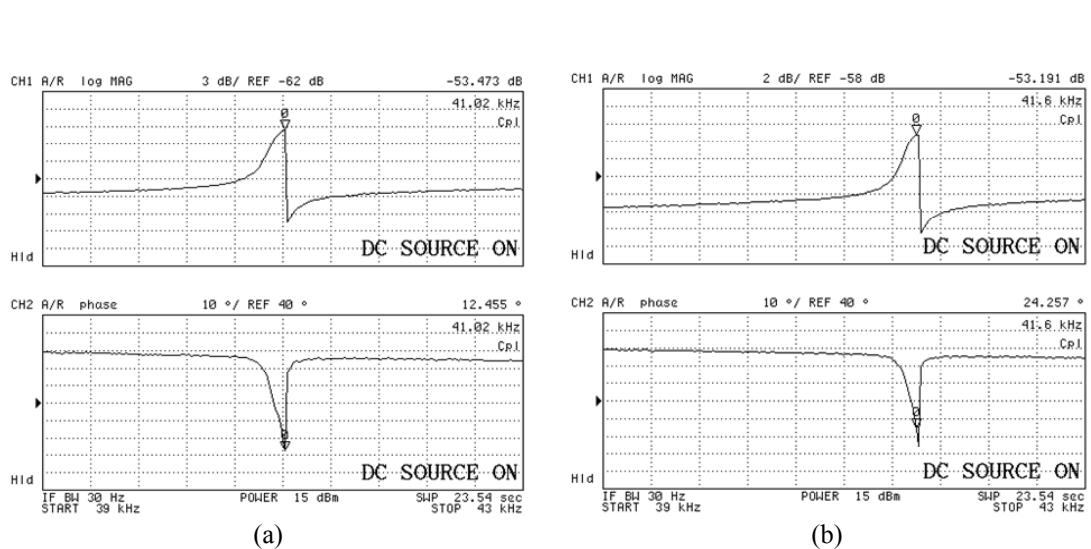 CH1 A/R log MAG 3 dB/ REF -62 dB -53.473 dB
41.02 kHz
0
Cpl
DC SOURCE ON
Hld
CH2 A/R phase 10 °/ REF 40 ° 12.455 °
41.02 kHz
Cpl
0
DC SOURCE ON
Hld
IF BW 30 Hz POWER 15 dBm SWP 23.54 sec
START 39 kHz STOP 43 kHz
(a)
CH1 A/R log MAG 2 dB/ REF -58 dB -53.191 dB
41.6 kHz
0
Cpl
DC SOURCE ON
Hld
CH2 A/R phase 10 °/ REF 40 ° 24.257 °
41.6 kHz
Cpl
0
DC SOURCE ON
Hld
IF BW 30 Hz POWER 15 dBm SWP 23.54 sec
START 39 kHz STOP 43 kHz
(b)